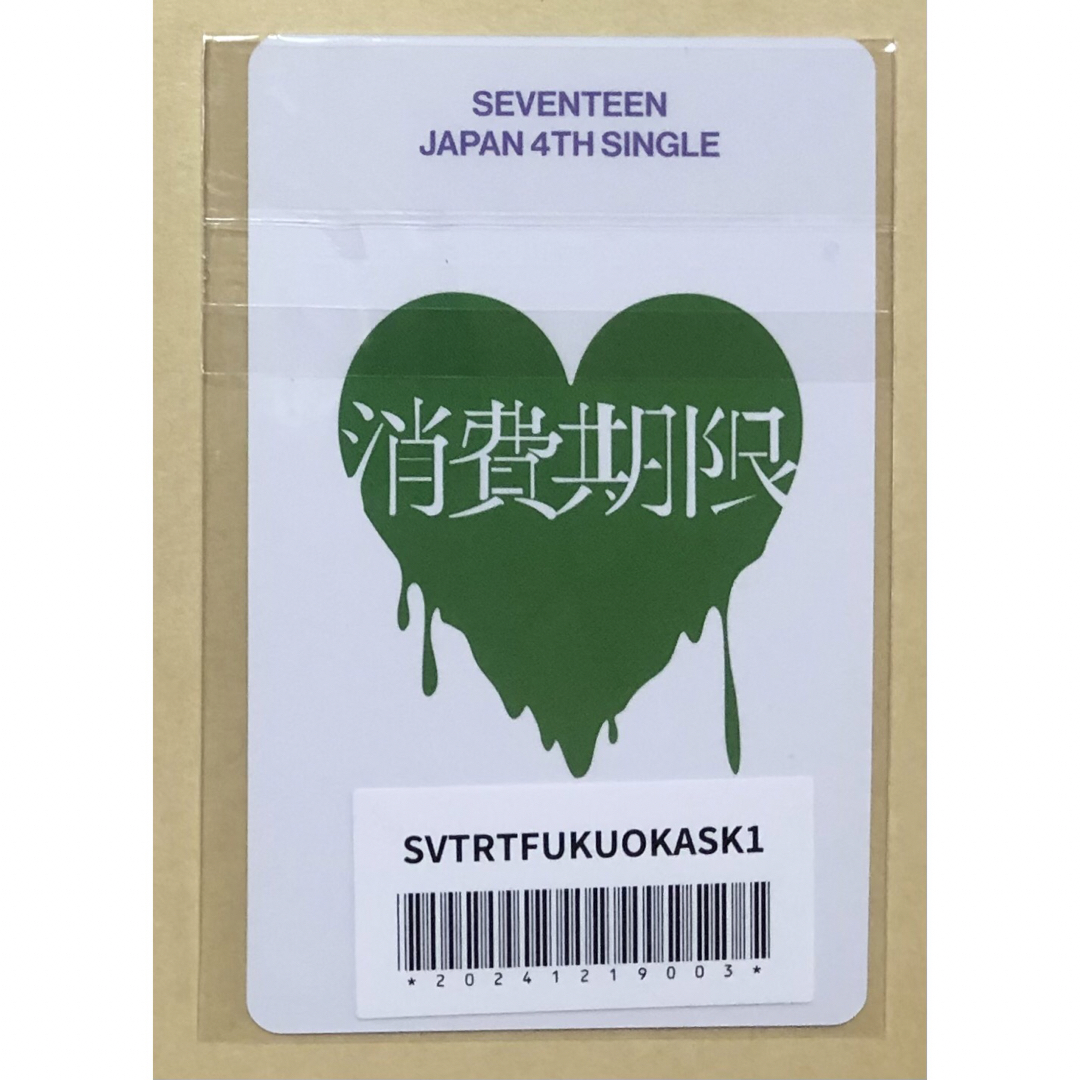 SEVENTEEN
JAPAN 4TH SINGLE
消費期限
SVTRTFUKUOKASK1
*20241219003*